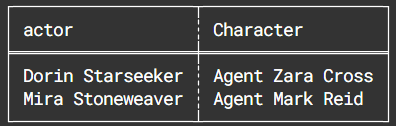 actor Character
Dorin Starseeker Agent Zara Cross
Mira Stoneweaver Agent Mark Reid